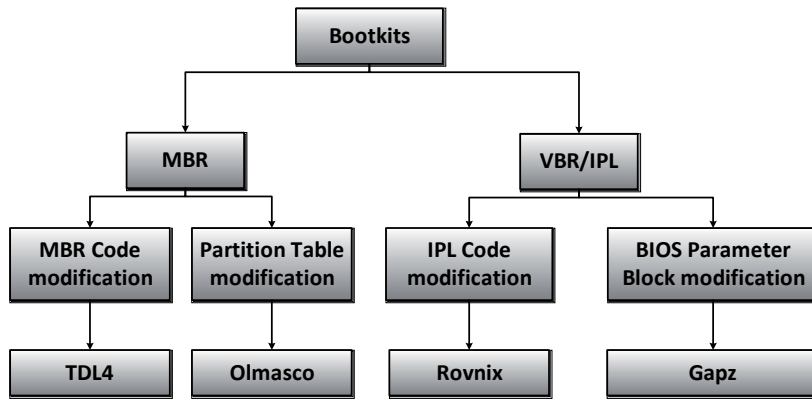 Bootkits
MBR
VBR/IPL
MBR Code
modification
Partition Table
modification
IPL Code
modification
BIOS Parameter
Block modification
TDL4
Olmasco
Rovnix
Gapz